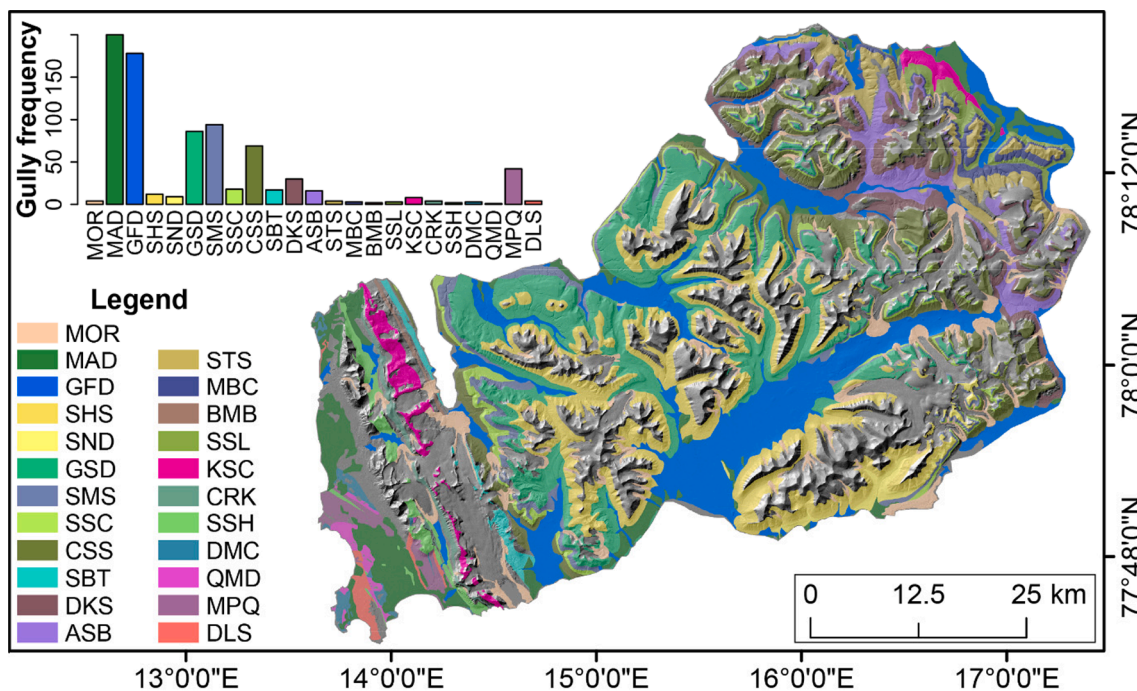 Gully frequency
150
100
50
0
MOR MAD GFD SHS SND GSD SMS SSC CSS SBT DKS ASB STS MBC BMB SSL KSC CRK SSH DMC QMD MPQ DLS
Legend
MOR
MAD
GFD
SHS
SND
GSD
SMS
SSC
CSS
SBT
DKS
ASB
STS
MBC
BMB
SSL
KSC
CRK
SSH
DMC
QMD
MPQ
DLS
78°12'0"N
78°0'0"N
77°48'0"N
0 12.5 25 km
13°0'0"E 14°0'0"E 15°0'0"E 16°0'0"E 17°0'0"E